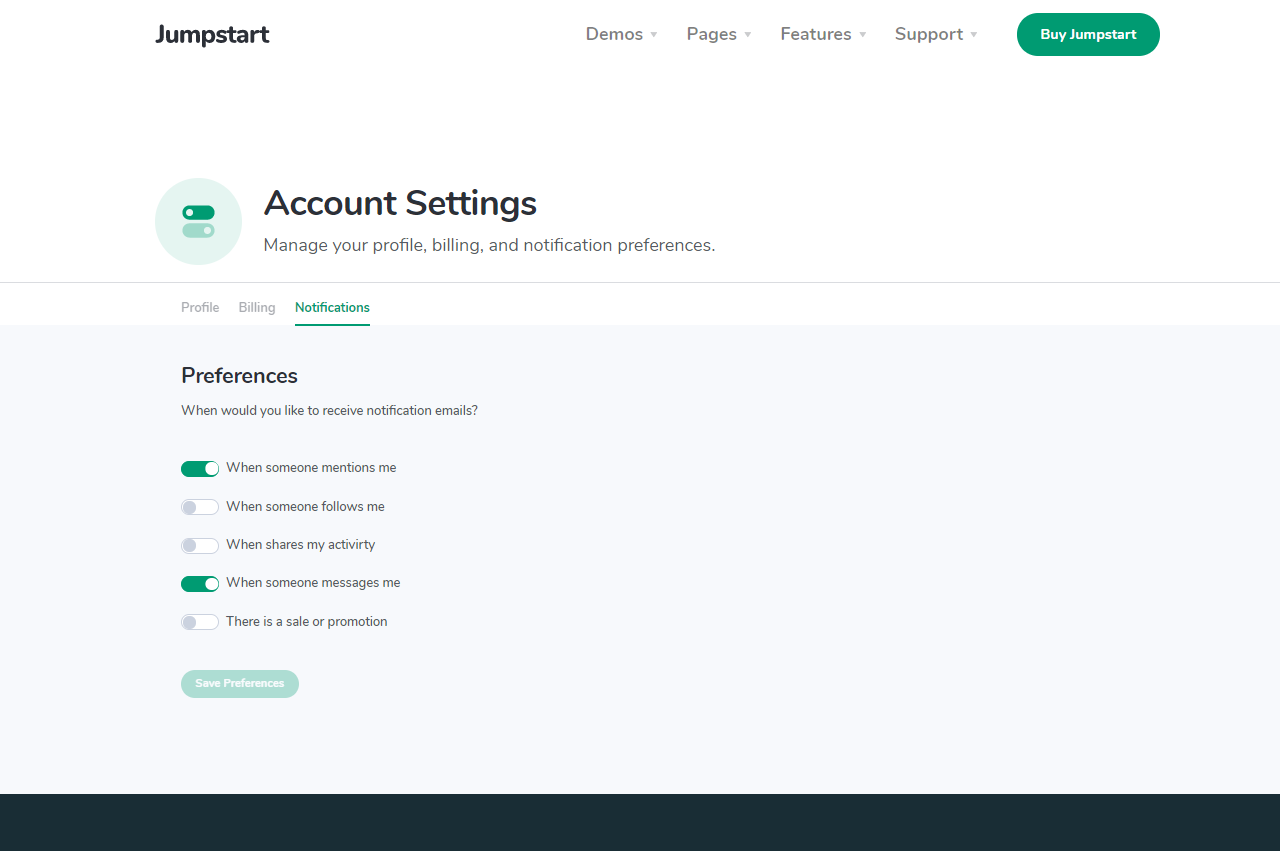 Jumpstart
Demos Pages Features Support Buy Jumpstart
Account Settings
Manage your profile, billing, and notification preferences.
Profile Billing Notifications
Preferences
When would you like to receive notification emails?
When someone mentions me
When someone follows me
When shares my activirty
When someone messages me
There is a sale or promotion
Save Preferences